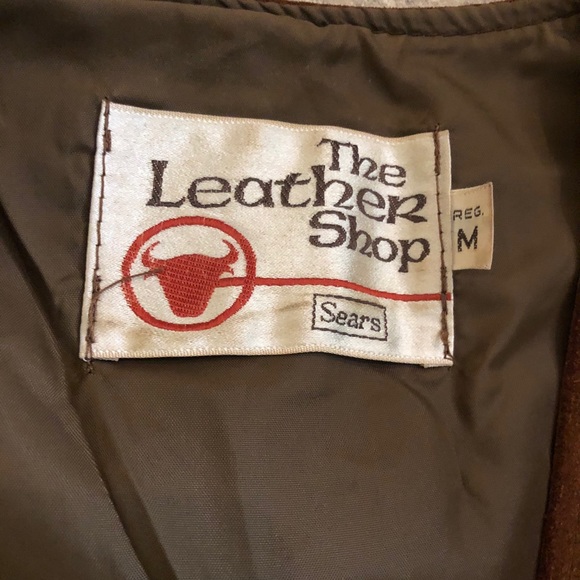 The
Leather
Shop
Sears
REG.
M